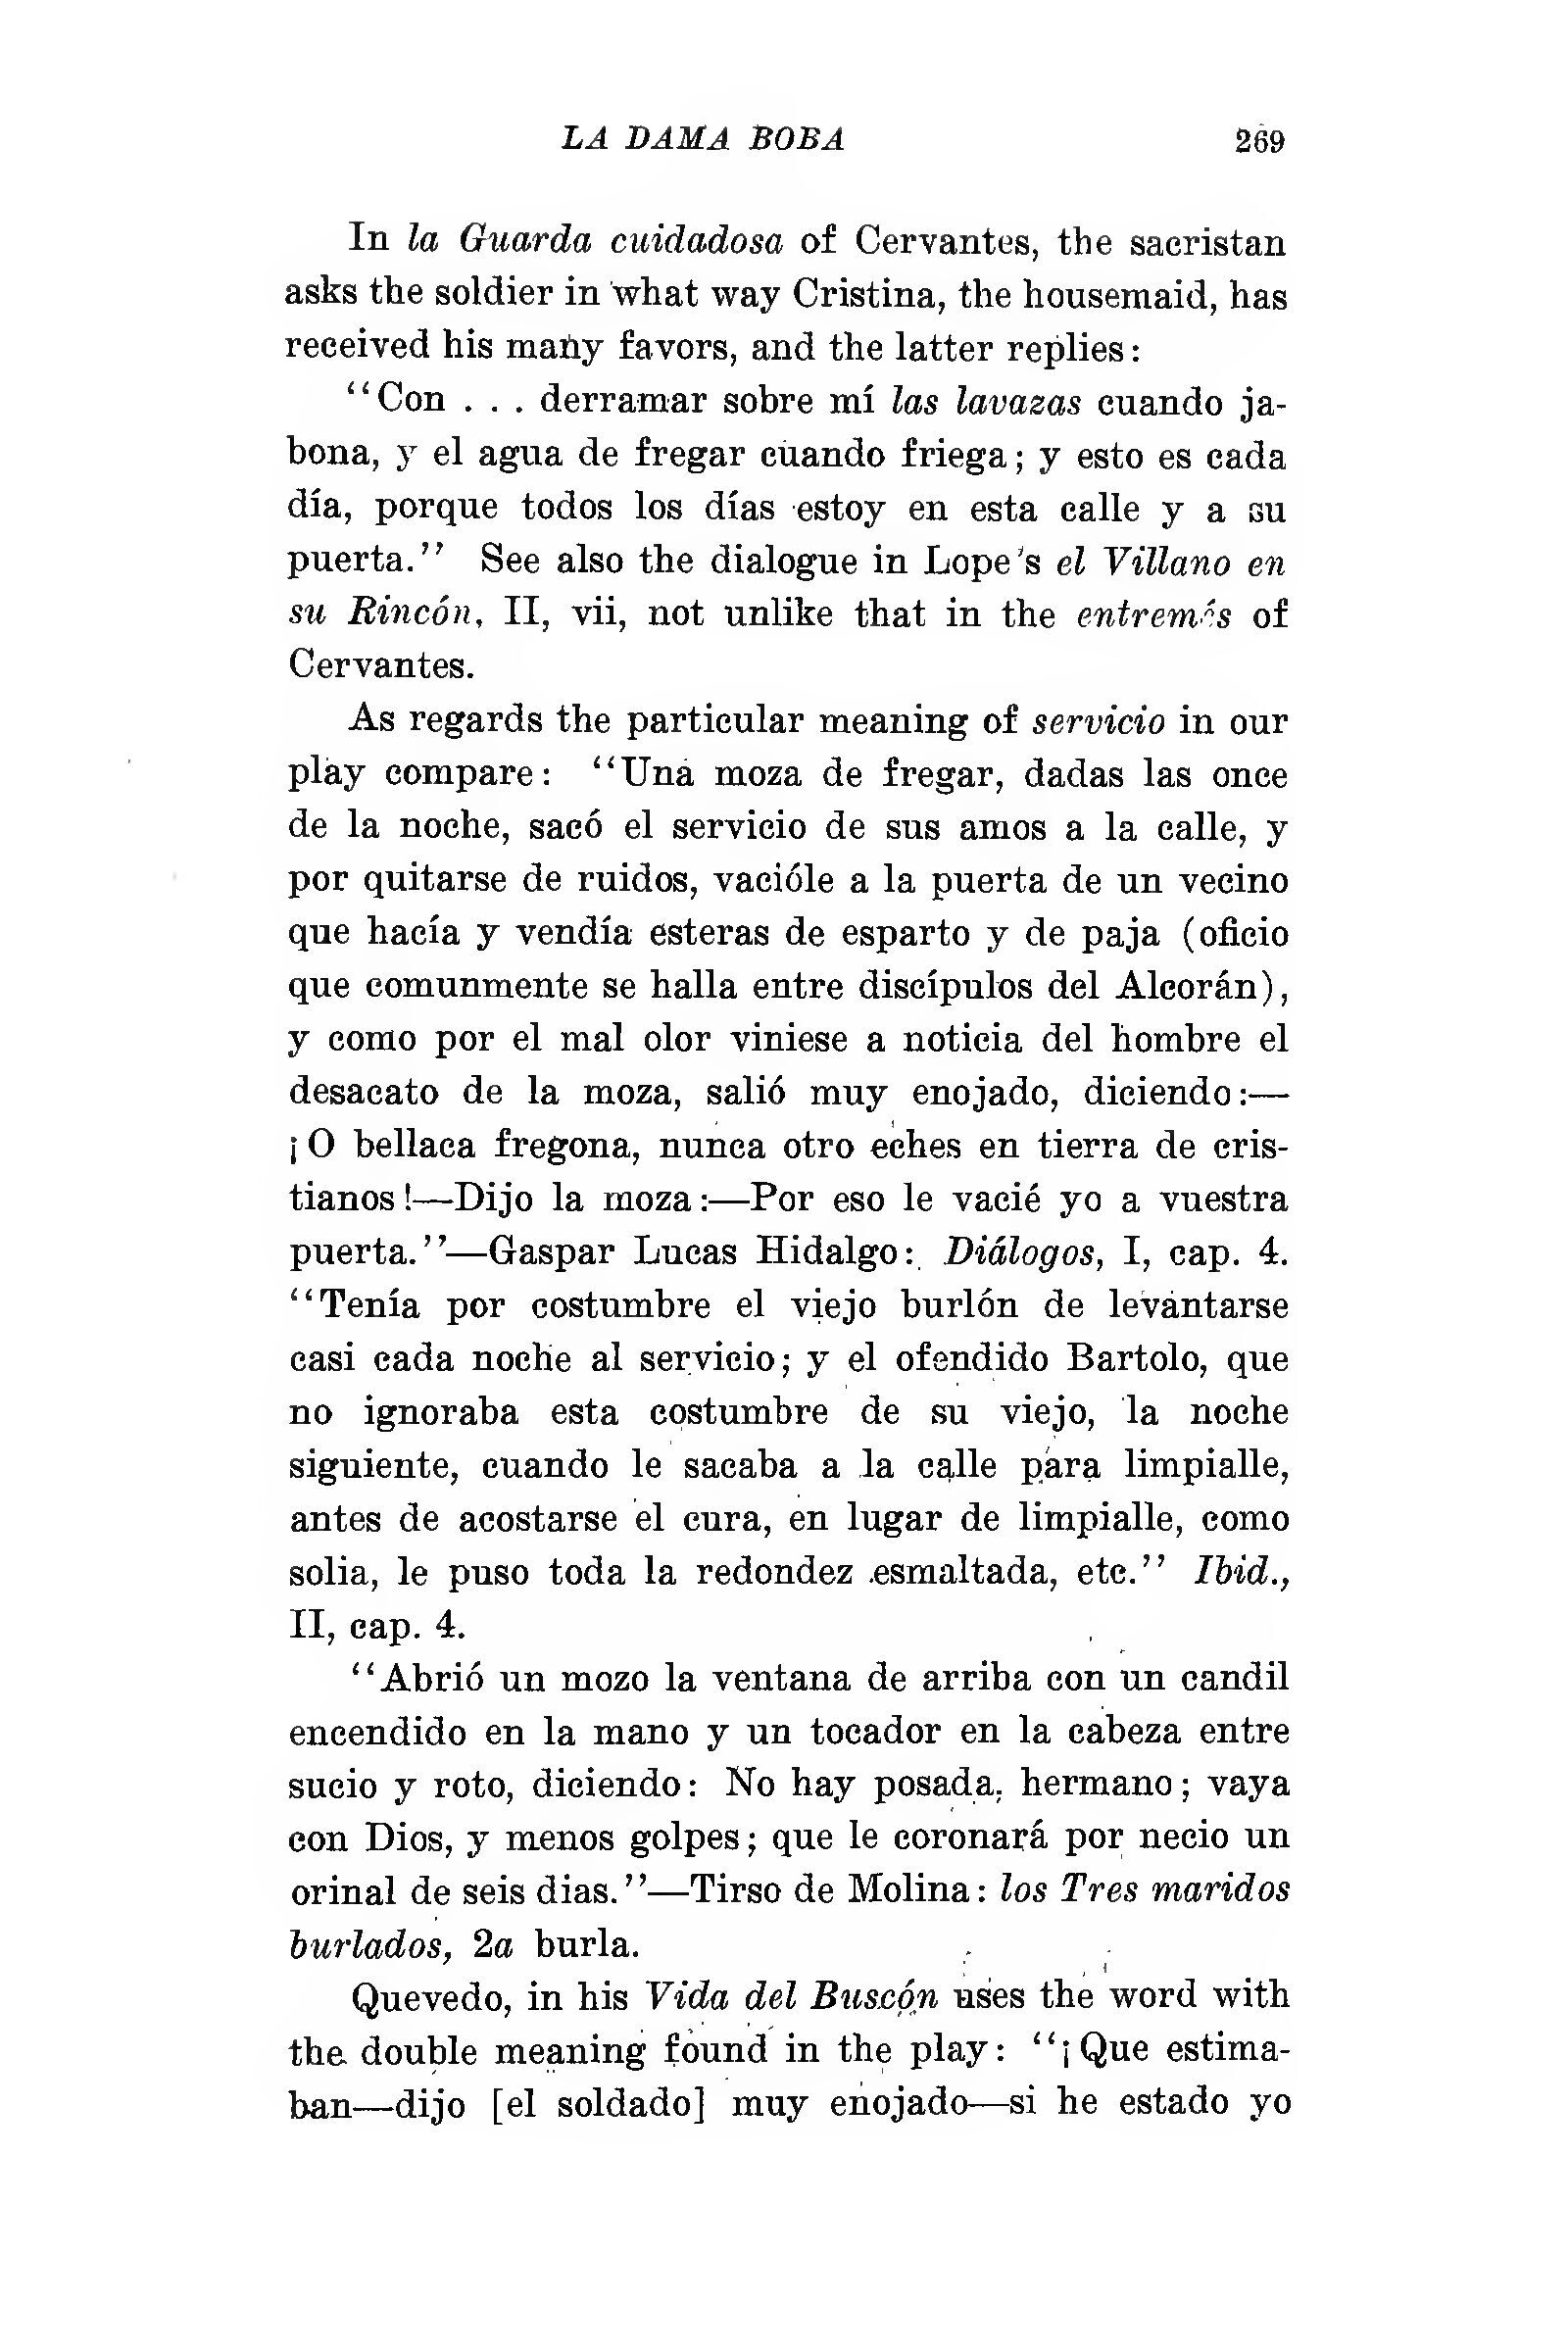 LA DAMA BOBA 269
In la Guarda cuidadosa of Cervantes, the sacristan
asks the soldier in what way Cristina, the housemaid, has
received his many favors, and the latter replies:
"Con . . . derramar sobre mí las lavazas cuando ja-
bona, y el agua de fregar cuando friega; y esto es cada
día, porque todos los días estoy en esta calle y a su
puerta." See also the dialogue in Lope's el Villano en
su Rincón, II, vii, not unlike that in the entremés of
Cervantes.
As regards the particular meaning of servicio in our
play compare: "Una moza de fregar, dadas las once
de la noche, sacó el servicio de sus amos a la calle, y
por quitarse de ruidos, vacióle a la puerta de un vecino
que hacía y vendía esteras de esparto y de paja (oficio
que comunmente se halla entre discípulos del Alcorán),
y como por el mal olor viniese a noticia del hombre el
desacato de la moza, salió muy enojado, diciendo:—
¡O bellaca fregona, nunca otro eches en tierra de cris-
tianos!—Dijo la moza:—Por eso le vacié yo a vuestra
puerta."—Gaspar Lucas Hidalgo: Diálogos, I, cap. 4.
"Tenía por costumbre el viejo burlón de levantarse
casi cada noche al servicio; y el ofendido Bartolo, que
no ignoraba esta costumbre de su viejo, la noche
siguiente, cuando le sacaba a la calle para limpialle,
antes de acostarse el cura, en lugar de limpialle, como
solia, le puso toda la redondez esmaltada, etc." Ibid.,
II, cap. 4.
"Abrió un mozo la ventana de arriba con un candil
encendido en la mano y un tocador en la cabeza entre
sucio y roto, diciendo: No hay posada, hermano; vaya
con Dios, y menos golpes; que le coronará por necio un
orinal de seis dias."—Tirso de Molina: los Tres maridos
burlados, 2a burla.
Quevedo, in his Vida del Buscón uses the word with
the double meaning found in the play: "¡Que estima-
ban—dijo [el soldado] muy enojado—si he estado yo